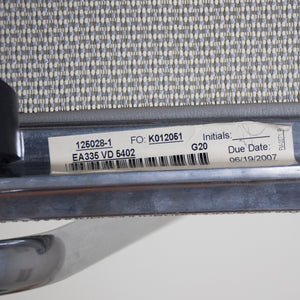 125028-1 FO: K012051 Initials:
EA335 VD 5402 G20 Due Date:
06/19/2007